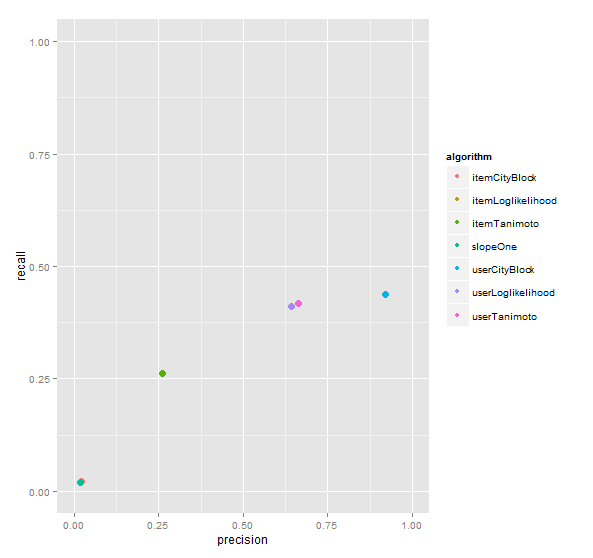 1.00
0.75
0.50
0.25
0.00
recall
0.00 0.25 0.50 0.75 1.00
precision
algorithm
itemCityBlock
itemLoglikelihood
itemTanimoto
slopeOne
userCityBlock
userLoglikelihood
userTanimoto